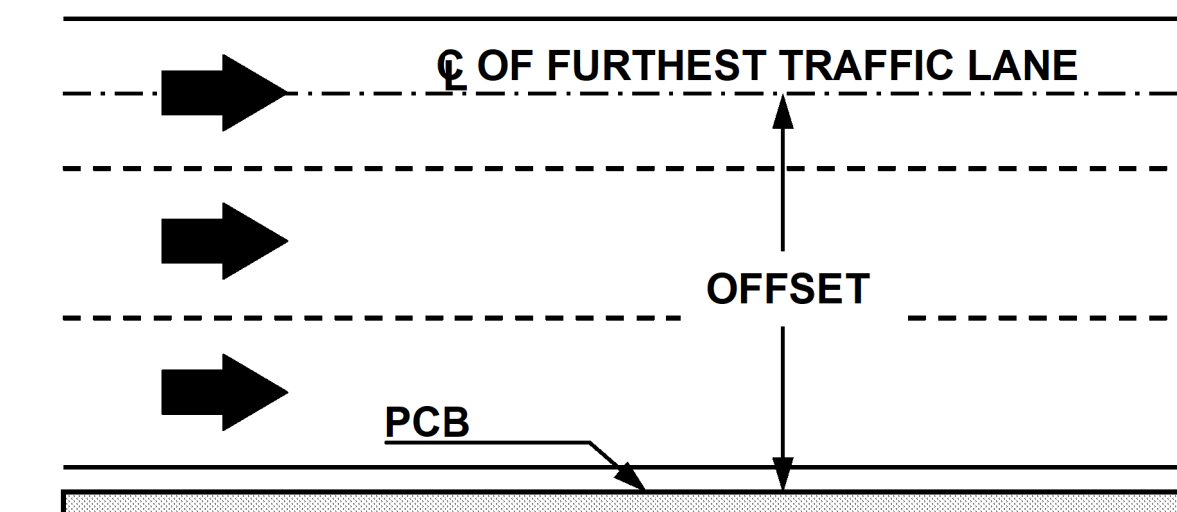 ℄ OF FURTHEST TRAFFIC LANE
OFFSET
PCB